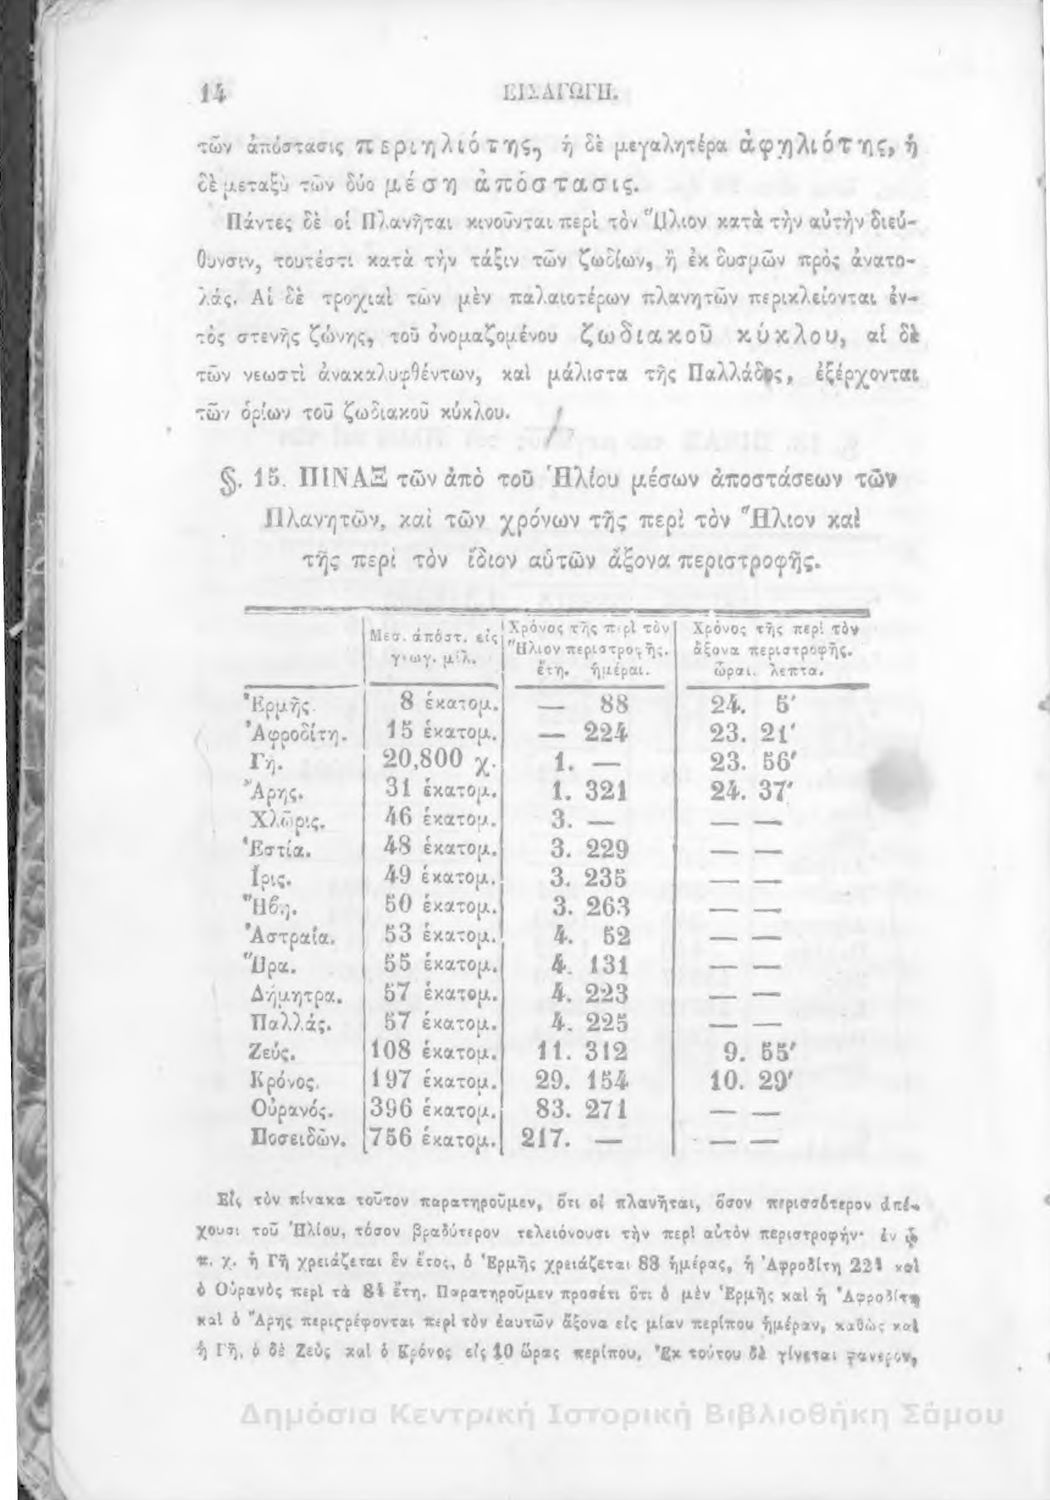 14 ΕΙΣΑΓΩΓΗ.
τῶν ἀπόστασις περιηλιότης, ἡ δὲ μεγαλητέρα ἀφηλιότης, ἡ
δὲ μεταξὺ τῶν δύο μέση ἀπόστασις.
Πάντες δὲ οἱ Πλανῆται κινοῦνται περὶ τὸν Ἥλιον κατὰ τὴν αὐτὴν διεύ-
θυνσιν, τουτέστι κατὰ τὴν τάξιν τῶν ζωδίων, ἢ ἐκ δυσμῶν πρὸς ἀνατο-
λάς. Αἱ δὲ τροχιαὶ τῶν μὲν παλαιοτέρων πλανητῶν περικλείονται ἐν-
τὸς στενῆς ζώνης, τοῦ ὀνομαζομένου ζωδιακοῦ κύκλου, αἱ δὲ
τῶν νεωστὶ ἀνακαλυφθέντων, καὶ μάλιστα τῆς Παλλάδος, ἐξέρχονται
τῶν ὁρίων τοῦ ζωδιακοῦ κύκλου.
§. 15. ΠΙΝΑΞ τῶν ἀπὸ τοῦ Ἡλίου μέσων ἀποστάσεων τῶν
Πλανητῶν, καὶ τῶν χρόνων τῆς περὶ τὸν Ἥλιον καὶ
τῆς περὶ τὸν ἴδιον αὐτῶν ἄξονα περιστροφῆς.
Μεσ. ἀπόστ. εἰς γεωγ. μίλ. Χρόνος τῆς περὶ τὸν Ἥλιον περιστροφῆς. ἔτη. ἡμέραι. Χρόνος τῆς περὶ τὸν ἄξονα περιστροφῆς. ὧραι. λεπτα.
Ἑρμῆς. 8 ἑκατομ. — 88 24. 5′
Ἀφροδίτη. 15 ἑκατομ. — 224 23. 21′
Γῆ. 20,800 χ. 1. — 23. 56′
Ἄρης. 31 ἑκατομ. 1. 321 24. 37′
Χλῶρις. 46 ἑκατομ. 3. — — —
Ἑστία. 48 ἑκατομ. 3. 229 — —
Ἶρις. 49 ἑκατομ. 3. 235 — —
Ἥβη. 50 ἑκατομ. 3. 263 — —
Ἀστραία. 53 ἑκατομ. 4. 52 — —
Ὥρα. 55 ἑκατομ. 4. 131 — —
Δήμητρα. 57 ἑκατομ. 4. 223 — —
Παλλάς. 57 ἑκατομ. 4. 225 — —
Ζεύς. 108 ἑκατομ. 11. 312 9. 55′
Κρόνος. 197 ἑκατομ. 29. 154 10. 29′
Οὐρανός. 396 ἑκατομ. 83. 271 — —
Ποσειδῶν. 756 ἑκατομ. 217. — — —
Εἰς τὸν πίνακα τοῦτον παρατηροῦμεν, ὅτι οἱ πλανῆται, ὅσον περισσότερον ἀπέ-
χουσι τοῦ Ἡλίου, τόσον βραδύτερον τελειόνουσι τὴν περὶ αὐτὸν περιστροφήν· ἐν ᾧ
π. χ. ἡ Γῆ χρειάζεται ἓν ἔτος, ὁ Ἑρμῆς χρειάζεται 88 ἡμέρας, ἡ Ἀφροδίτη 224 καὶ
ὁ Οὐρανὸς περὶ τὰ 84 ἔτη. Παρατηροῦμεν προσέτι ὅτι ὁ μὲν Ἑρμῆς καὶ ἡ Ἀφροδίτη
καὶ ὁ Ἄρης περιςρέφονται περὶ τὸν ἑαυτῶν ἄξονα εἰς μίαν περίπου ἡμέραν, καθὼς καὶ
ἡ Γῆ, ὁ δὲ Ζεὺς καὶ ὁ Κρόνος εἰς 10 ὥρας περίπου. Ἐκ τούτου δὲ γίνεται φανερὸν,
Δημόσια Κεντρική Ιστορική Βιβλιοθήκη Σάμου